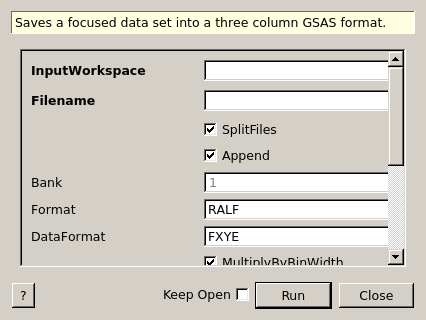 Saves a focused data set into a three column GSAS format.
InputWorkspace
Filename
SplitFiles
Append
Bank 1
Format RALF
DataFormat FXYE
MultiplyByBinWidth
? Keep Open Run Close